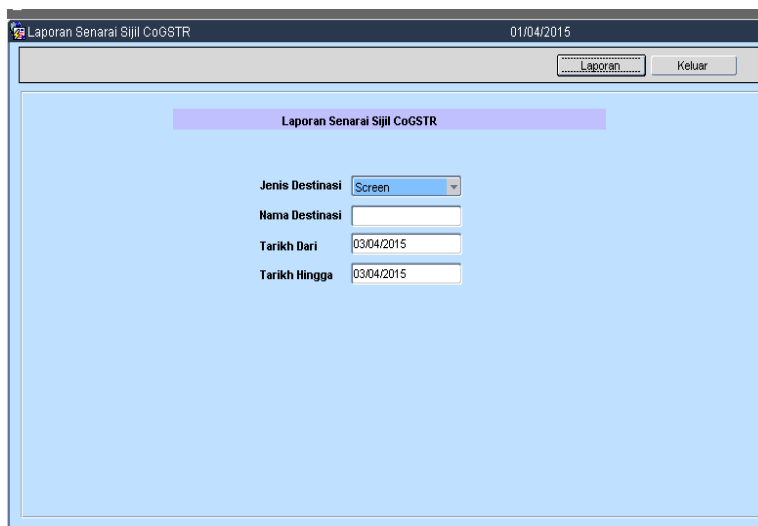 Laporan Senarai Sijil CoGSTR 01/04/2015
Laporan Keluar
Laporan Senarai Sijil CoGSTR
Jenis Destinasi Screen
Nama Destinasi
Tarikh Dari 03/04/2015
Tarikh Hingga 03/04/2015